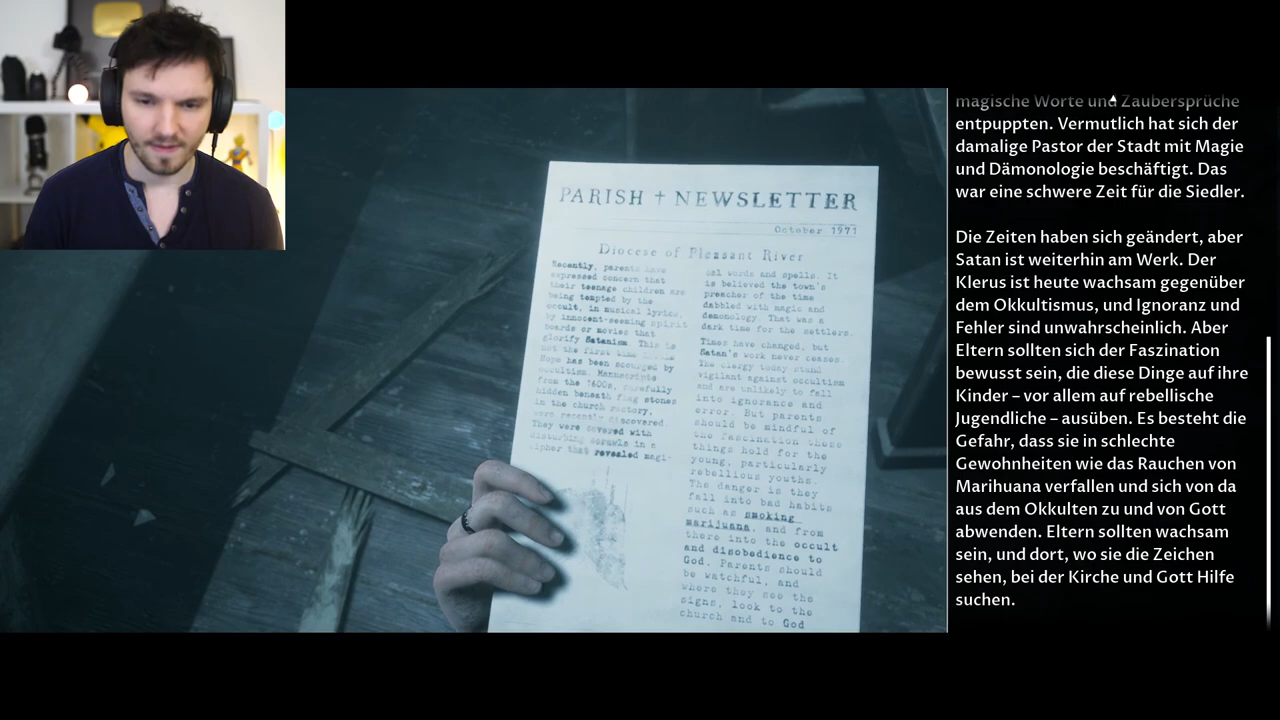 PARISH † NEWSLETTER
October 1971
Diocese of Pleasant River
Recently, parents have
expressed concern that
their teenage children are
being tempted by the
occult, in musical lyrics,
by innocent-seeming spirit
boards or movies that
glorify Satanism. This is
not the first time Little
Hope has been scourged by
occultism. Manuscripts
from the 1600s, carefully
hidden beneath flag stones
in the church rectory,
were recently discovered
They were covered with
disturbing scrawls in a
cipher that revealed magi-
cal words and spells. It
is believed the town's
preacher of the time
dabbled with magic and
demonology. That was a
dark time for the settlers.
Times have changed, but
Satan's work never ceases.
The clergy today stand
vigilant against occultism
and are unlikely to fall
into ignorance and
error. But parents
should be mindful of
the fascination these
things hold for the
young, particularly
rebellious youths.
The danger is they
fall into bad habits
such as smoking
marijuana, and from
there into the occult
and disobedience to
God. Parents should
be watchful, and
where they see the
signs, look to the
church and to God
magische Worte und Zaubersprüche
entpuppten. Vermutlich hat sich der
damalige Pastor der Stadt mit Magie
und Dämonologie beschäftigt. Das
war eine schwere Zeit für die Siedler.
Die Zeiten haben sich geändert, aber
Satan ist weiterhin am Werk. Der
Klerus ist heute wachsam gegenüber
dem Okkultismus, und Ignoranz und
Fehler sind unwahrscheinlich. Aber
Eltern sollten sich der Faszination
bewusst sein, die diese Dinge auf ihre
Kinder – vor allem auf rebellische
Jugendliche – ausüben. Es besteht die
Gefahr, dass sie in schlechte
Gewohnheiten wie das Rauchen von
Marihuana verfallen und sich von da
aus dem Okkulten zu und von Gott
abwenden. Eltern sollten wachsam
sein, und dort, wo sie die Zeichen
sehen, bei der Kirche und Gott Hilfe
suchen.